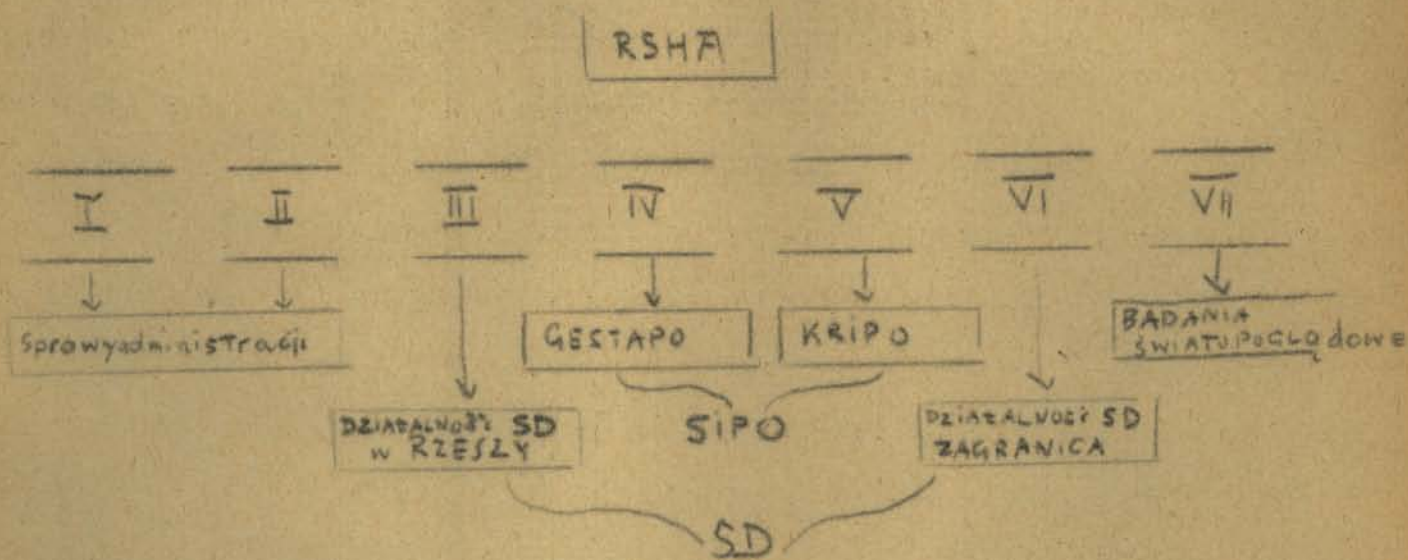 RSHA
I II III IV V VI VII
Sprawy administracji
GESTAPO
KRIPO
BADANIA
ŚWIATOPOGLĄdowe
DZIAŁALNOŚĆ SD
w RZESZY
SIPO
DZIAŁALNOŚĆ SD
ZAGRANICA
SD